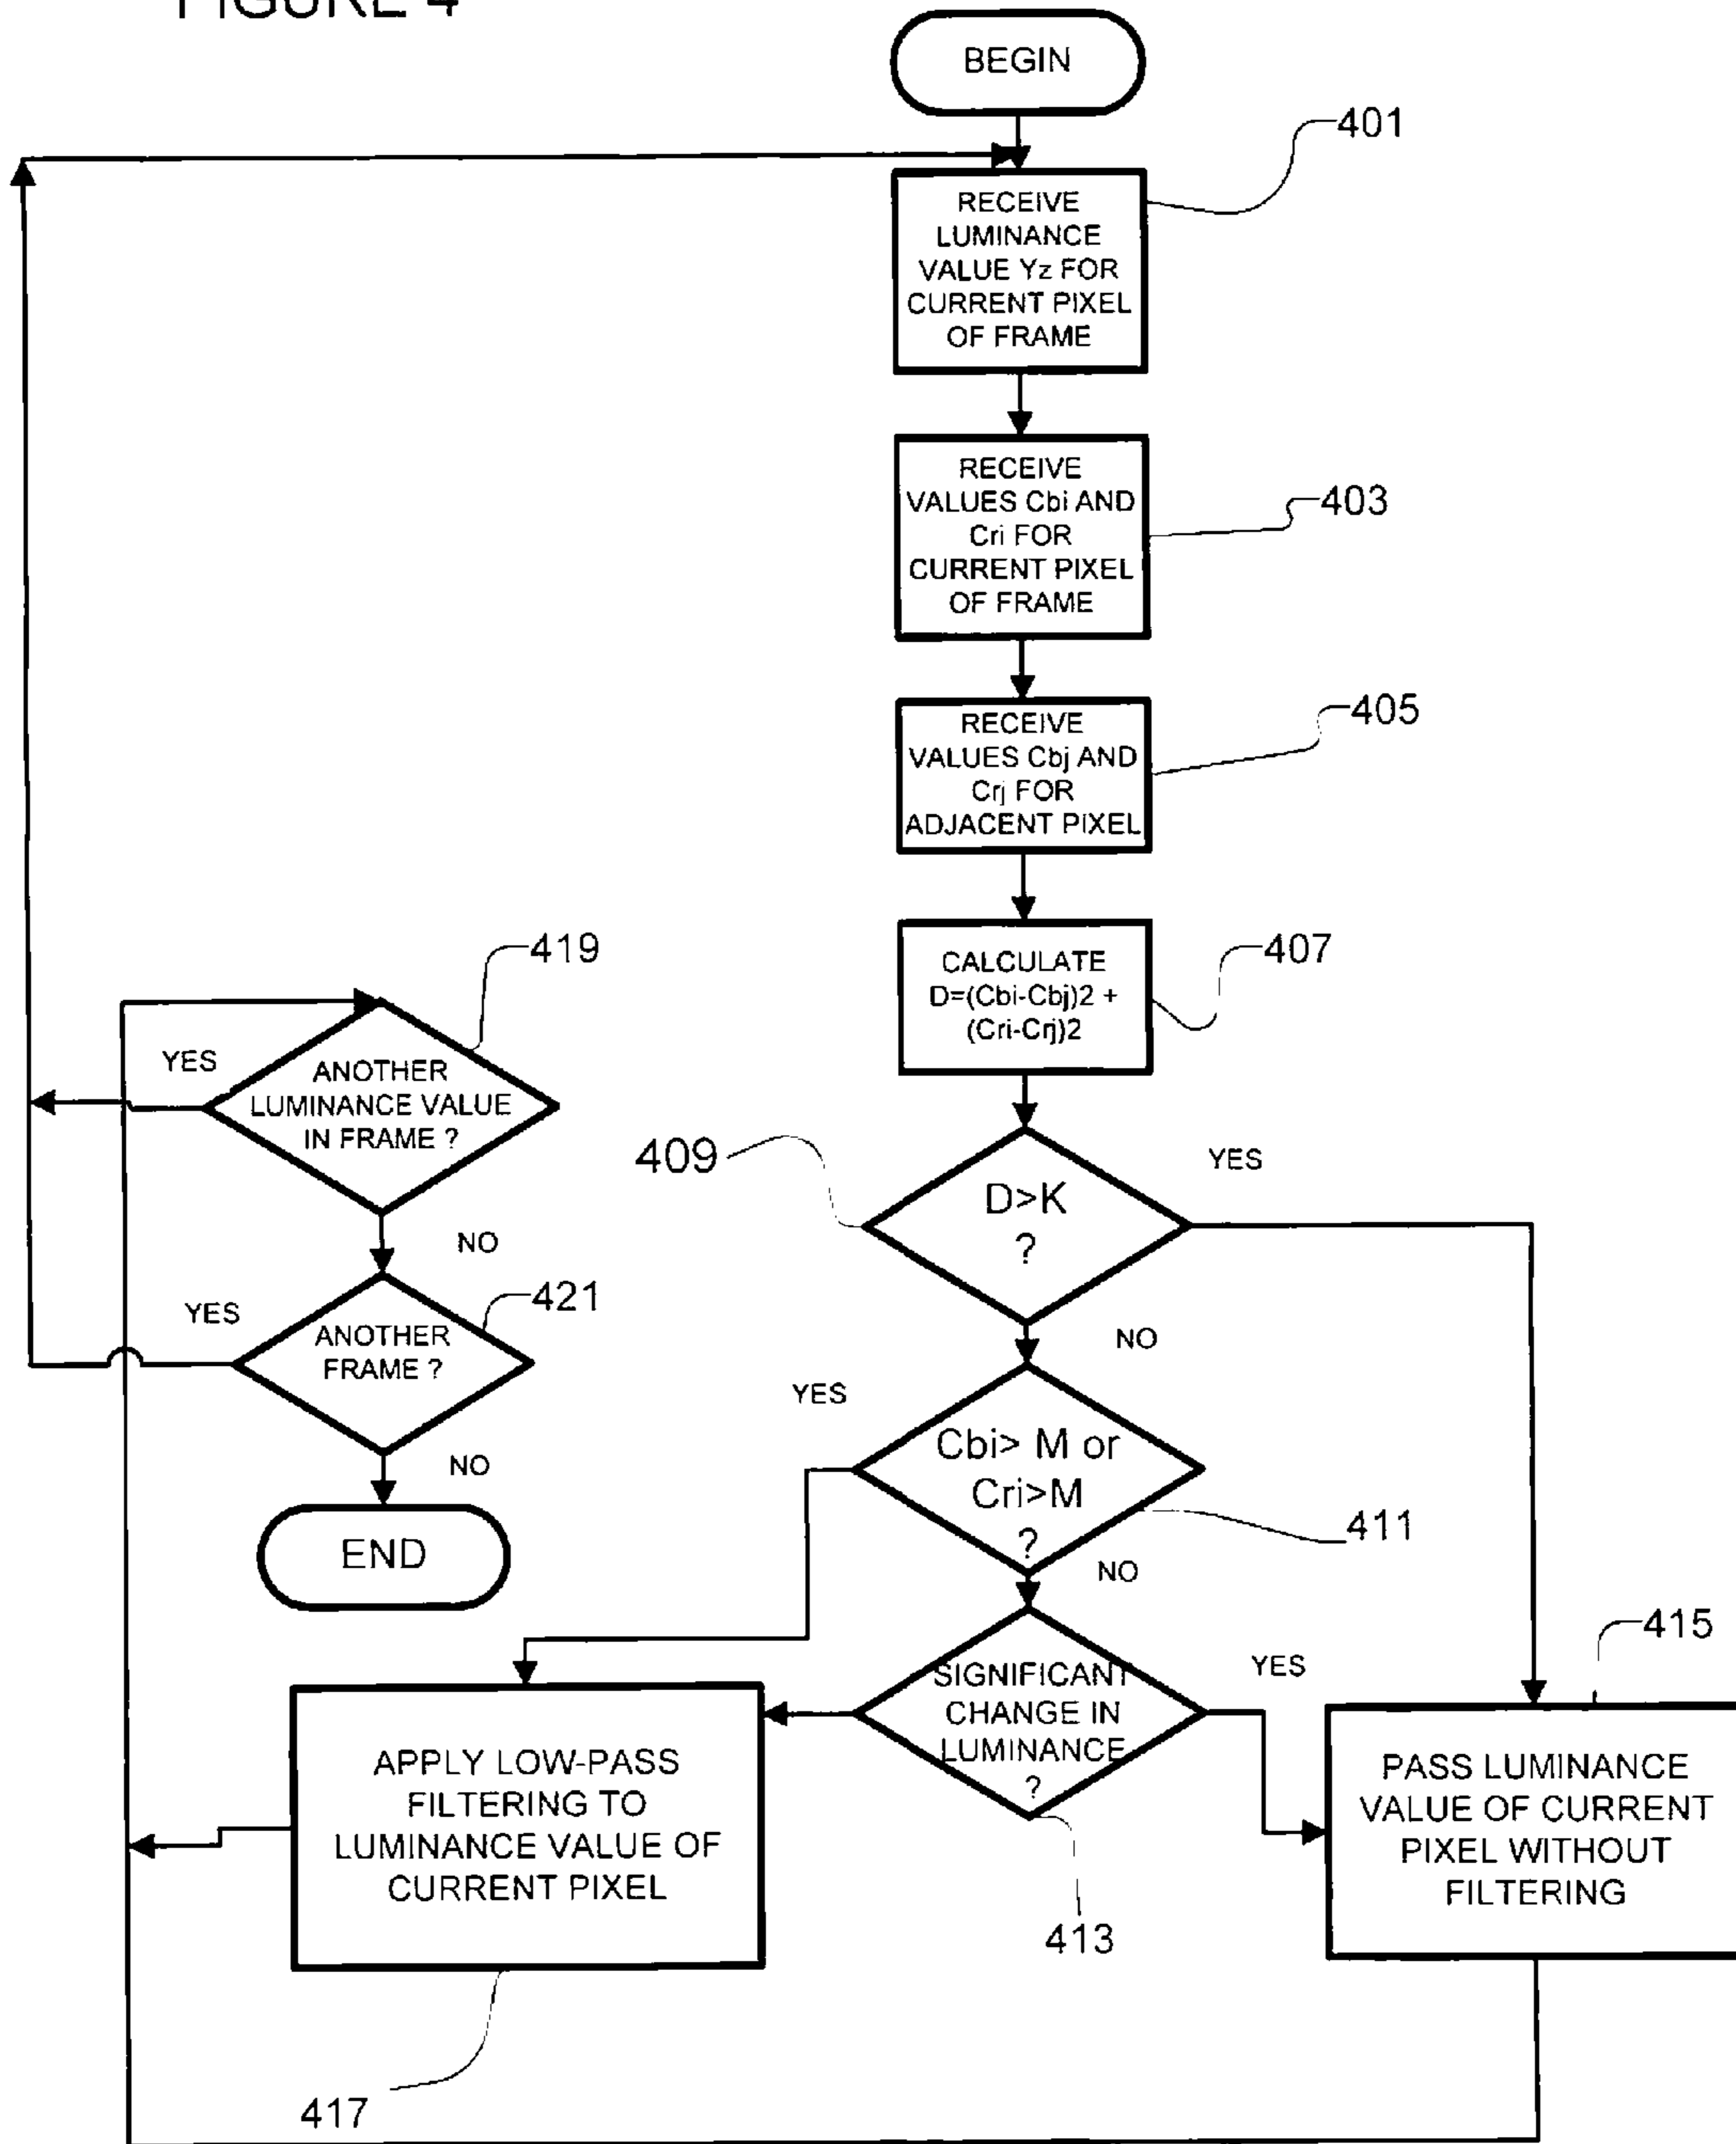 FIGURE 4
BEGIN
401
RECEIVE
LUMINANCE
VALUE Yz FOR
CURRENT PIXEL
OF FRAME
RECEIVE
VALUES Cbi AND
Cri FOR
CURRENT PIXEL
OF FRAME
403
RECEIVE
VALUES Cbj AND
Crj FOR
ADJACENT PIXEL
405
CALCULATE
D=(Cbi-Cbj)2 +
(Cri-Crj)2
407
419
YES
ANOTHER
LUMINANCE VALUE
IN FRAME ?
NO
409
D>K
?
YES
NO
421
YES
ANOTHER
FRAME ?
NO
END
YES
Cbi> M or
Cri>M
?
411
NO
SIGNIFICANT
CHANGE IN
LUMINANCE
?
YES
413
415
PASS LUMINANCE
VALUE OF CURRENT
PIXEL WITHOUT
FILTERING
APPLY LOW-PASS
FILTERING TO
LUMINANCE VALUE OF
CURRENT PIXEL
417